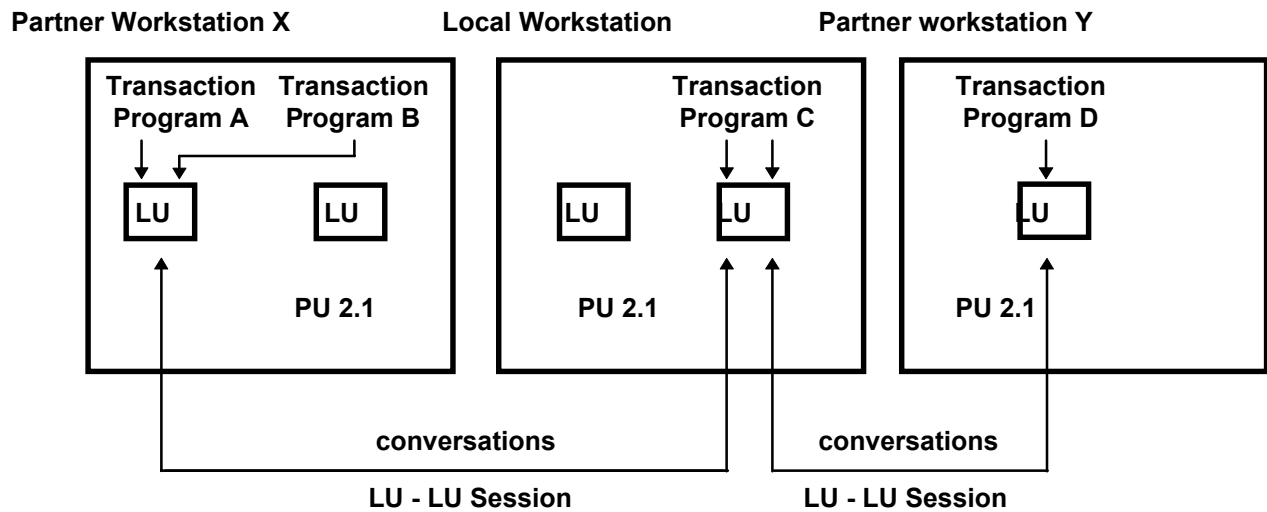 Partner Workstation X
Local Workstation
Partner workstation Y
Transaction
Program A
Transaction
Program B
Transaction
Program C
Transaction
Program D
LU
LU
LU
LU
LU
PU 2.1
PU 2.1
PU 2.1
conversations
conversations
LU - LU Session
LU - LU Session